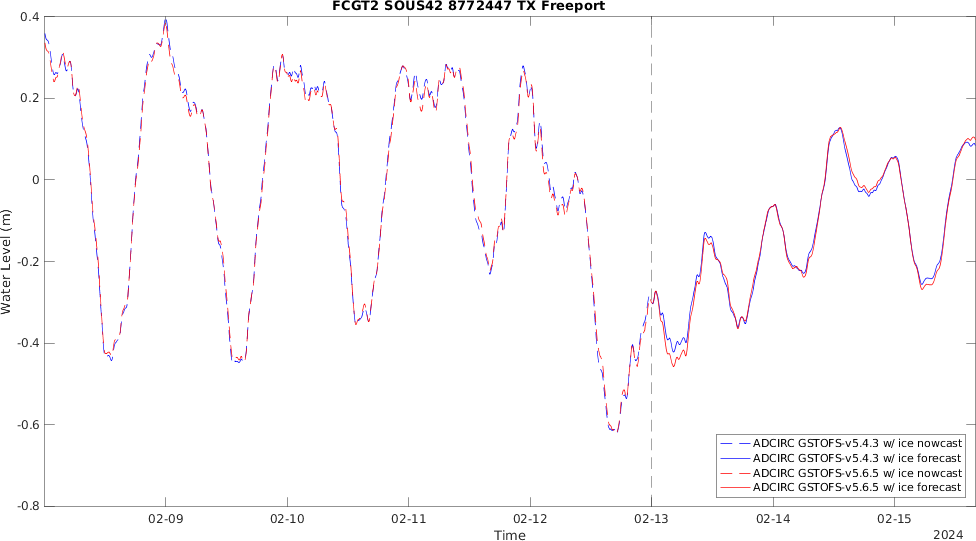 FCGT2 SOUS42 8772447 TX Freeport
0.4
0.2
0
-0.2
-0.4
-0.6
-0.8
Water Level (m)
ADCIRC GSTOFS-v5.4.3 w/ ice nowcast
ADCIRC GSTOFS-v5.4.3 w/ ice forecast
ADCIRC GSTOFS-v5.6.5 w/ ice nowcast
ADCIRC GSTOFS-v5.6.5 w/ ice forecast
02-09 02-10 02-11 02-12 02-13 02-14 02-15
Time
2024